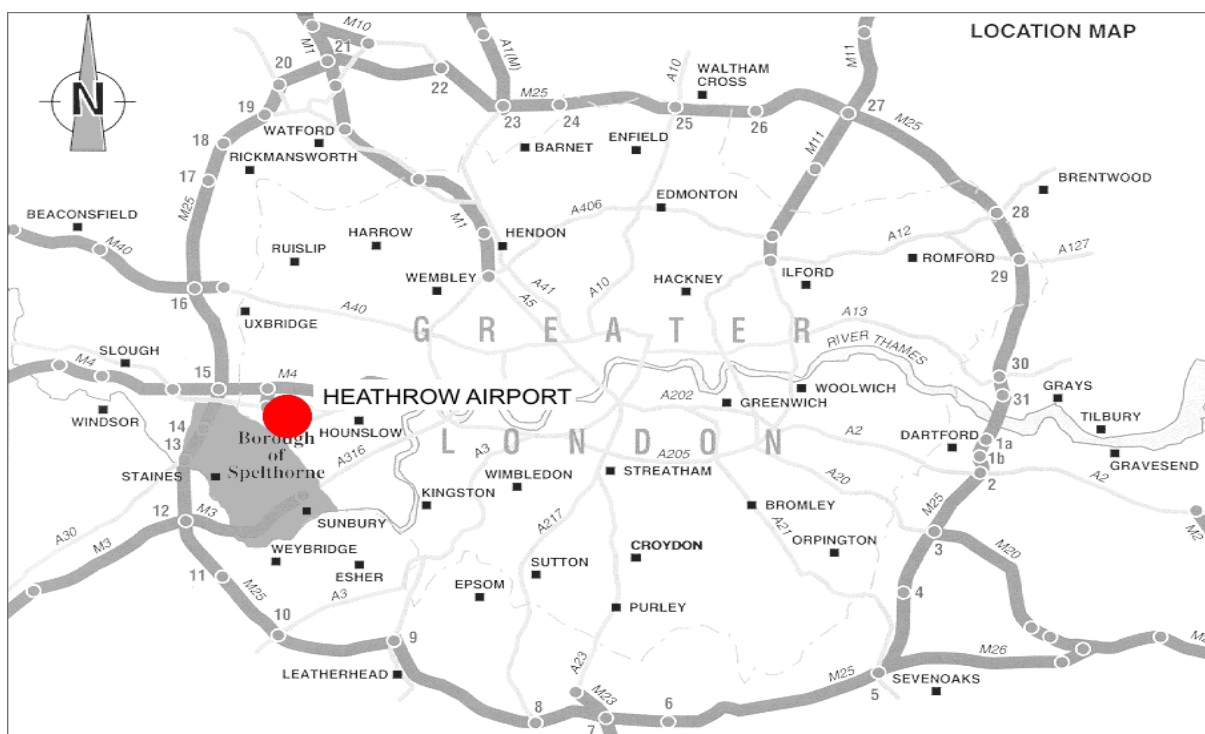 LOCATION MAP
N
M10
M1
21
20
A1(M)
22
M25
23
24
A10
WALTHAM
CROSS
25
26
M11
27
M25
19
18
WATFORD
RICKMANSWORTH
17
M25
BARNET
ENFIELD
M11
BRENTWOOD
28
BEACONSFIELD
M40
HARROW
RUISLIP
M1
HENDON
A406
EDMONTON
A12
ROMFORD
A127
29
WEMBLEY
A41
A5
A10
HACKNEY
ILFORD
16
UXBRIDGE
A40
GREATER
A13
RIVER THAMES
SLOUGH
M4
15
M4
HEATHROW AIRPORT
30
31
GRAYS
WINDSOR
14
13
HOUNSLOW
Borough
of
Spelthorne
A316
A202
GREENWICH
WOOLWICH
TILBURY
LONDON
A3
A205
A2
DARTFORD
1a
1b
2
A2
GRAVESEND
STAINES
WIMBLEDON
STREATHAM
A20
KINGSTON
SUNBURY
12
M3
A30
M3
A217
BROMLEY
A21
M25
3
M20
M2
WEYBRIDGE
ESHER
CROYDON
ORPINGTON
11
M25
SUTTON
EPSOM
A3
PURLEY
4
10
9
LEATHERHEAD
A23
M23
M25
M26
SEVENOAKS
5
8
7
6